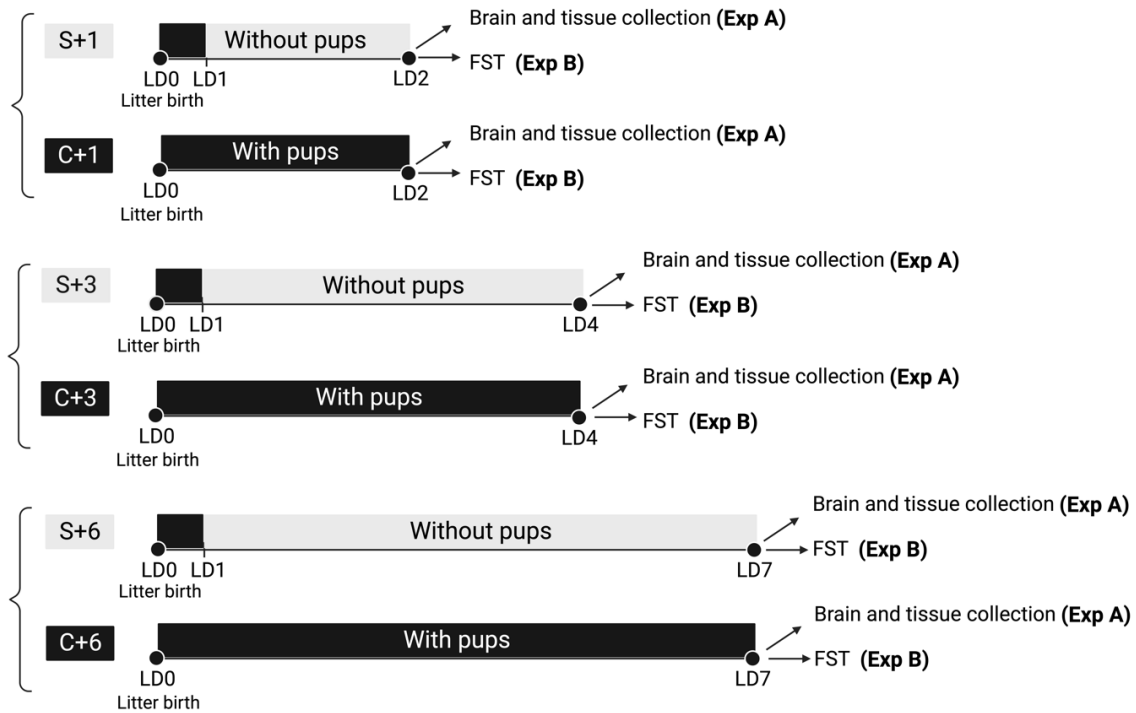 Brain and tissue collection (Exp A)
S+1
Without pups
FST (Exp B)
LD0
LD1
LD2
Litter birth
Brain and tissue collection (Exp A)
C+1
With pups
FST (Exp B)
LD0
LD2
Litter birth
Brain and tissue collection (Exp A)
S+3
Without pups
FST (Exp B)
LD0
LD1
LD4
Litter birth
Brain and tissue collection (Exp A)
C+3
With pups
FST (Exp B)
LD0
LD4
Litter birth
Brain and tissue collection (Exp A)
S+6
Without pups
FST (Exp B)
LD0
LD1
LD7
Litter birth
Brain and tissue collection (Exp A)
C+6
With pups
FST (Exp B)
LD0
LD7
Litter birth